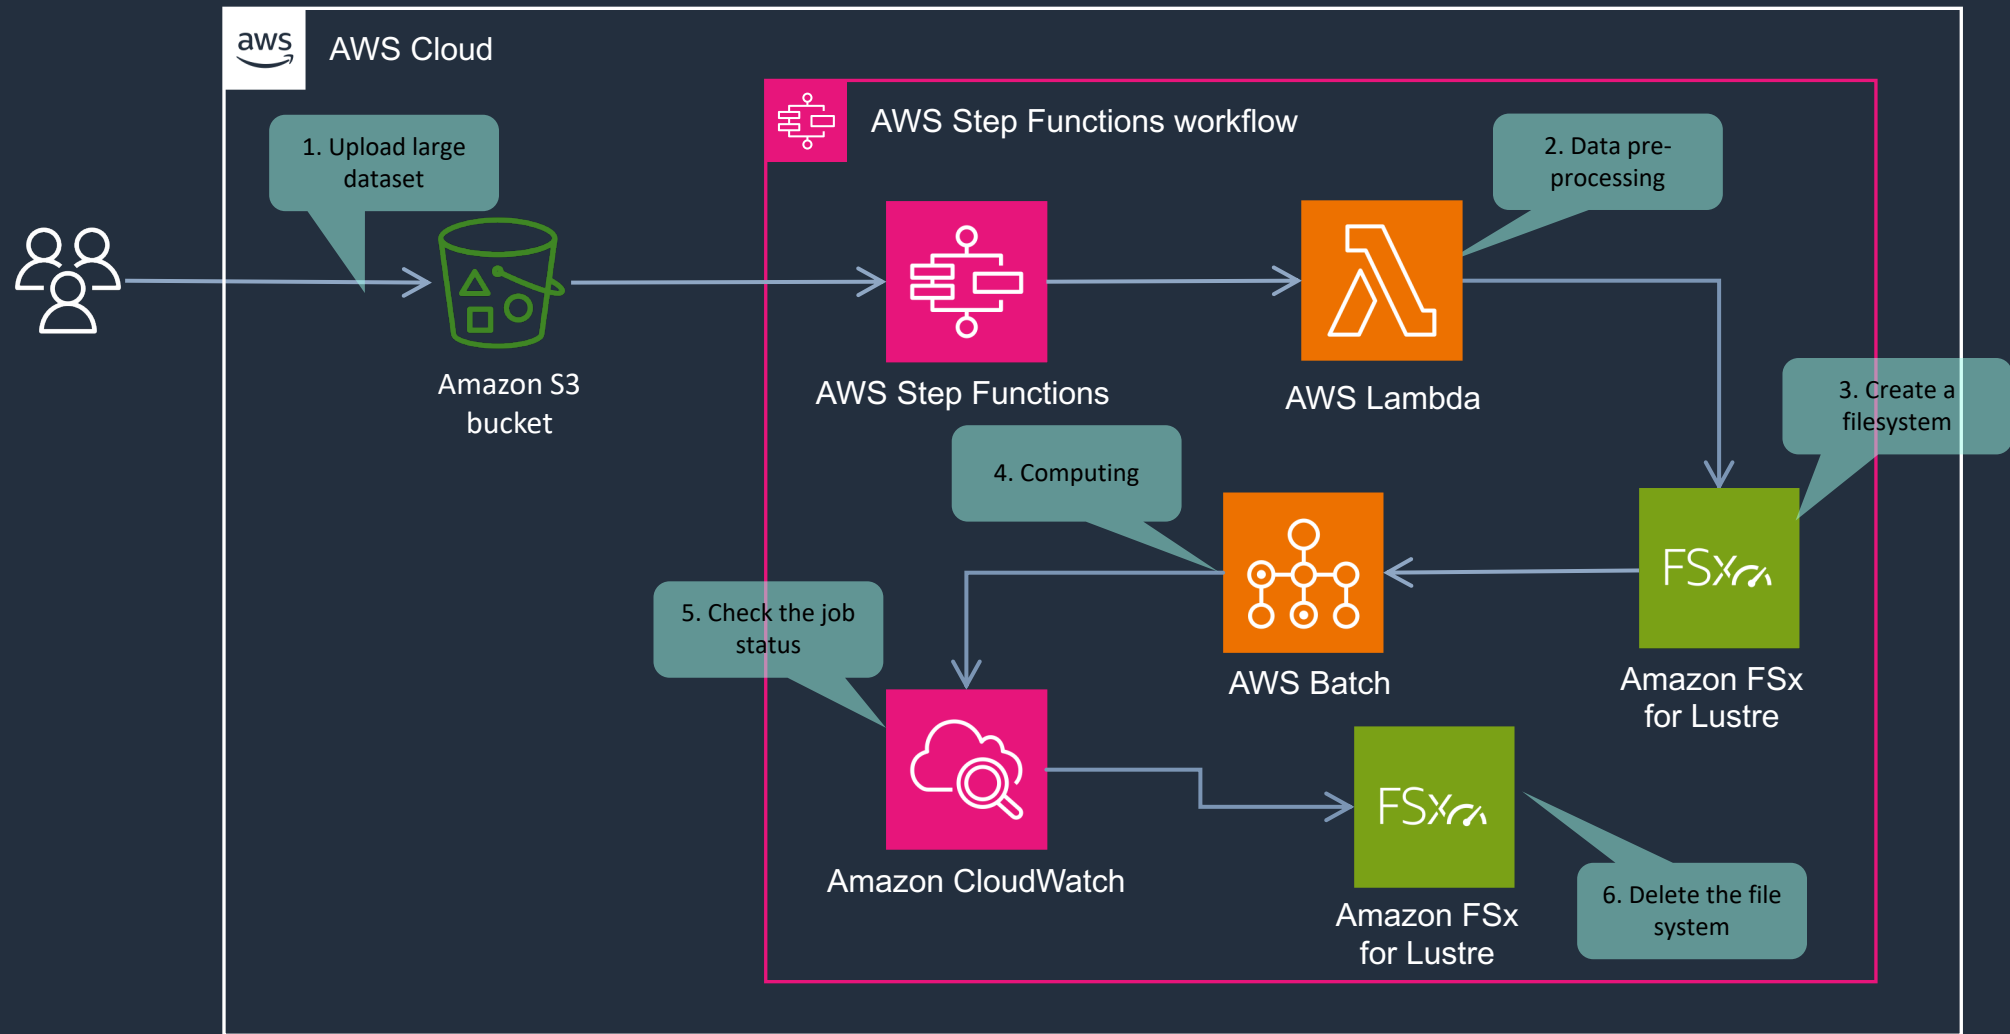 aws
AWS Cloud
AWS Step Functions workflow
1. Upload large
dataset
2. Data pre-
processing
Amazon S3
bucket
AWS Step Functions
AWS Lambda
3. Create a
filesystem
4. Computing
FSx
5. Check the job
status
AWS Batch
Amazon FSx
for Lustre
FSx
Amazon CloudWatch
6. Delete the file
system
Amazon FSx
for Lustre